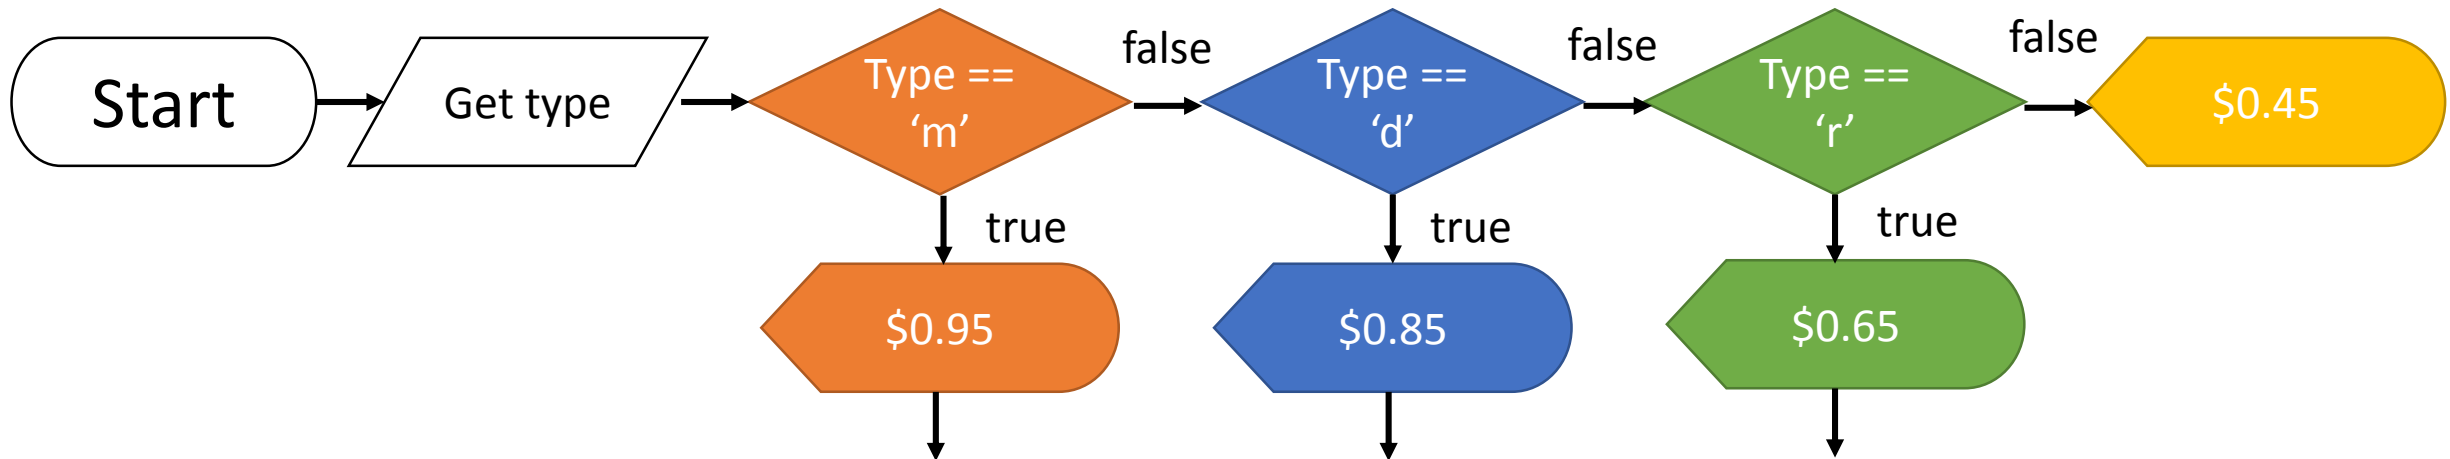 Start
Get type
Type ==
‘m’
false
Type ==
‘d’
false
Type ==
‘r’
false
$0.45
true
true
true
$0.95
$0.85
$0.65